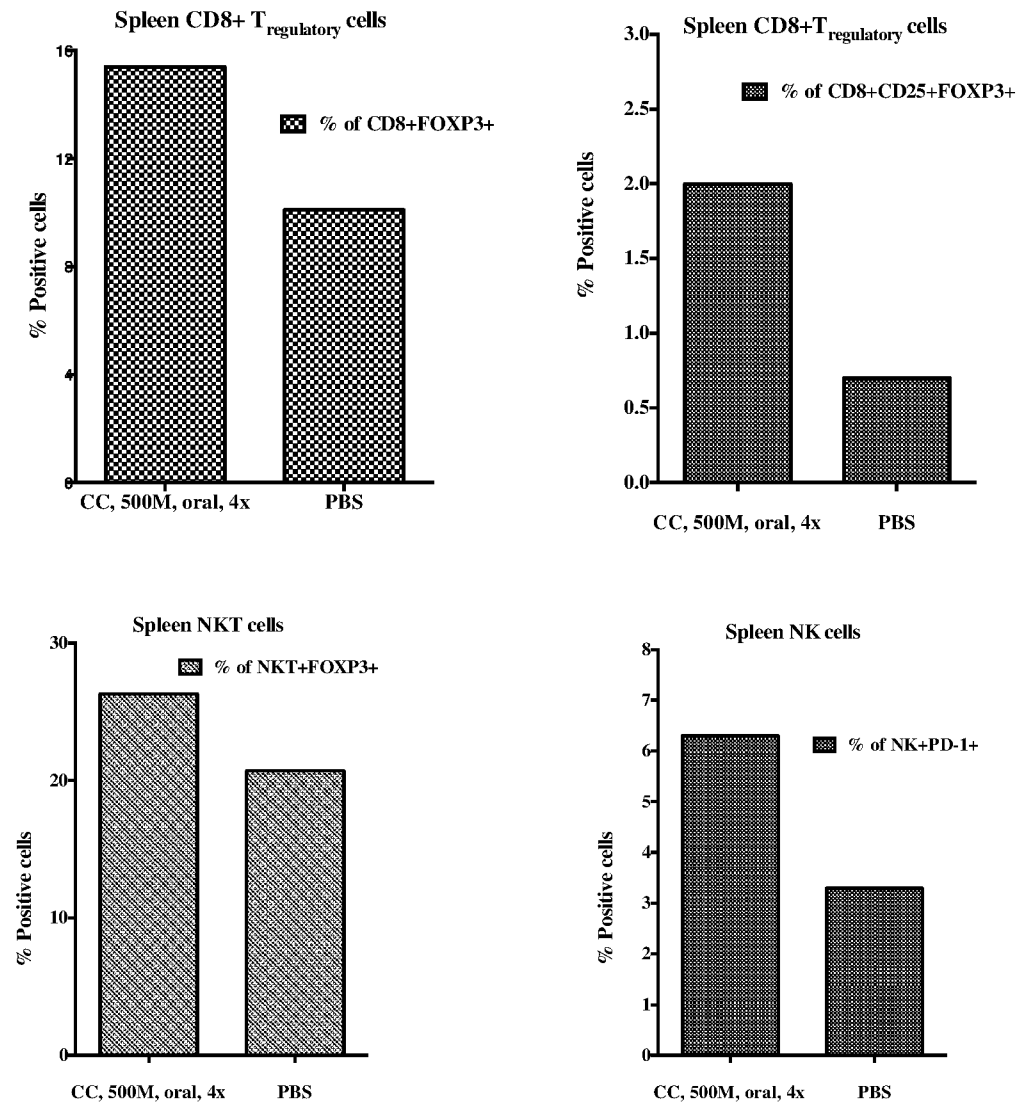 Spleen CD8+ Tregulatory cells
% of CD8+FOXP3+
% Positive cells
16
12
8
4
0
CC, 500M, oral, 4x PBS
Spleen CD8+Tregulatory cells
% of CD8+CD25+FOXP3+
% Positive cells
3.0
2.5
2.0
1.5
1.0
0.5
0.0
CC, 500M, oral, 4x PBS
Spleen NKT cells
% of NKT+FOXP3+
% Positive cells
30
20
10
0
CC, 500M, oral, 4x PBS
Spleen NK cells
% of NK+PD-1+
% Positive cells
8
7
6
5
4
3
2
1
0
CC, 500M, oral, 4x PBS